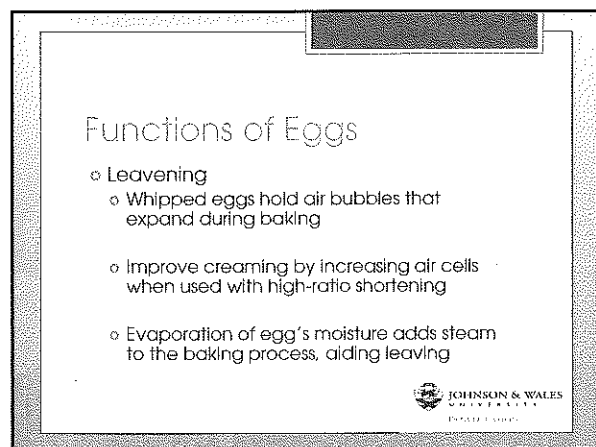 Functions of Eggs
Leavening
Whipped eggs hold air bubbles that
expand during baking
Improve creaming by increasing air cells
when used with high-ratio shortening
Evaporation of egg's moisture adds steam
to the baking process, aiding leaving
JOHNSON & WALES
UNIVERSITY